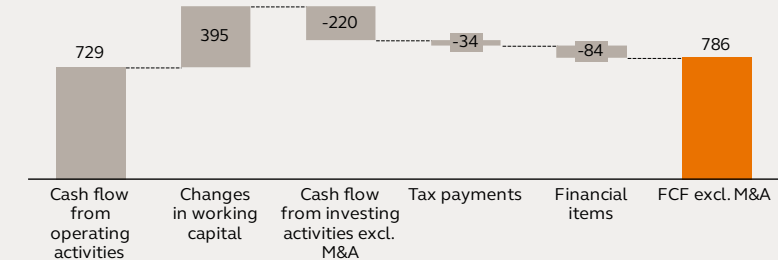 729
395
-220
-34
-84
786
Cash flow
from
operating
activities
Changes
in working
capital
Cash flow
from investing
activities excl.
M&A
Tax payments
Financial
items
FCF excl. M&A